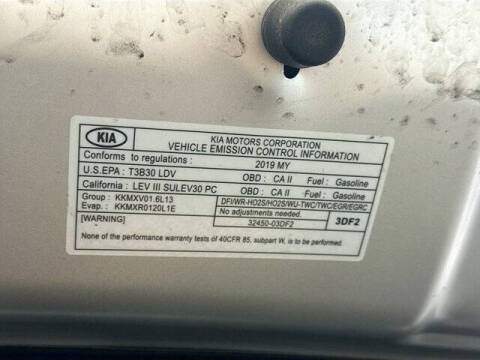 KIA
KIA MOTORS CORPORATION
VEHICLE EMISSION CONTROL INFORMATION
Conforms to regulations : 2019 MY
U.S.EPA : T3B30 LDV OBD : CA II Fuel : Gasoline
California : LEV III SULEV30 PC OBD : CA II Fuel : Gasoline
Group : KKMXV01.6L13 DFI/WR-HO2S/HO2S/WU-TWC/TWC/EGR/EGRC
Evap. : KKMXR0120L1E No adjustments needed.
[WARNING] 32450-03DF2 3DF2
None of the performance warranty requirements of 40CFR 85, subpart W, is to the CFR